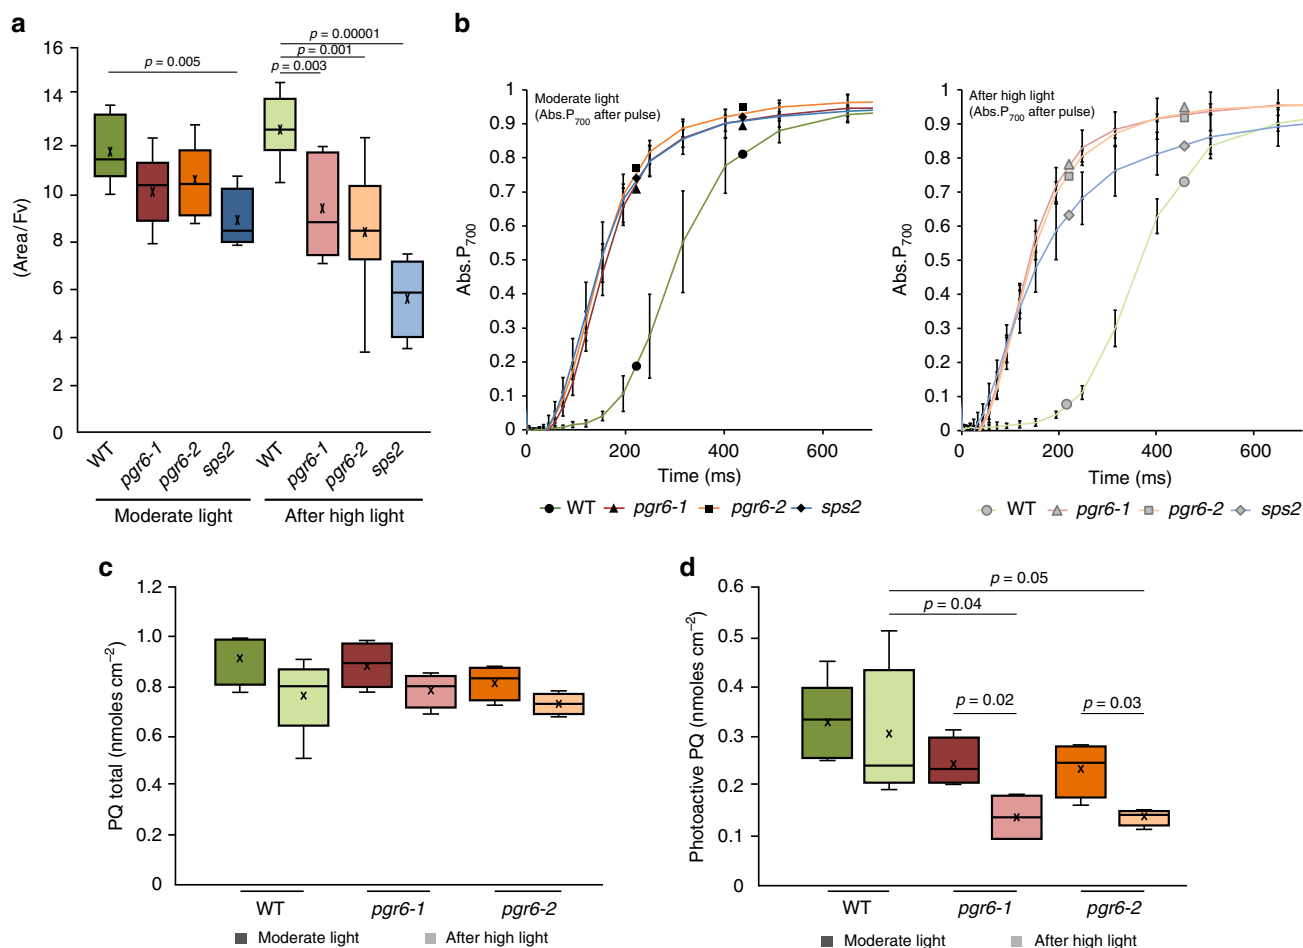 a
16
14
12
10
8
6
4
2
0
(Area/Fv)
p = 0.005
p = 0.00001
p = 0.001
p = 0.003
WT
pgr6-1
pgr6-2
sps2
WT
pgr6-1
pgr6-2
sps2
Moderate light
After high light
b
1
0.9
0.8
0.7
0.6
0.5
0.4
0.3
0.2
0.1
0
Abs.P700
Moderate light
(Abs.P700 after pulse)
0
200
400
600
Time (ms)
WT pgr6-1 pgr6-2 sps2
1
0.9
0.8
0.7
0.6
0.5
0.4
0.3
0.2
0.1
0
Abs.P700
After high light
(Abs.P700 after pulse)
0
200
400
600
Time (ms)
WT pgr6-1 pgr6-2 sps2
c
1.2
1.0
0.8
0.6
0.4
0.2
0
PQ total (nmoles cm−2)
WT
pgr6-1
pgr6-2
Moderate light
After high light
d
0.6
0.5
0.4
0.3
0.2
0.1
0
Photoactive PQ (nmoles cm−2)
p = 0.05
p = 0.04
p = 0.02
p = 0.03
WT
pgr6-1
pgr6-2
Moderate light
After high light